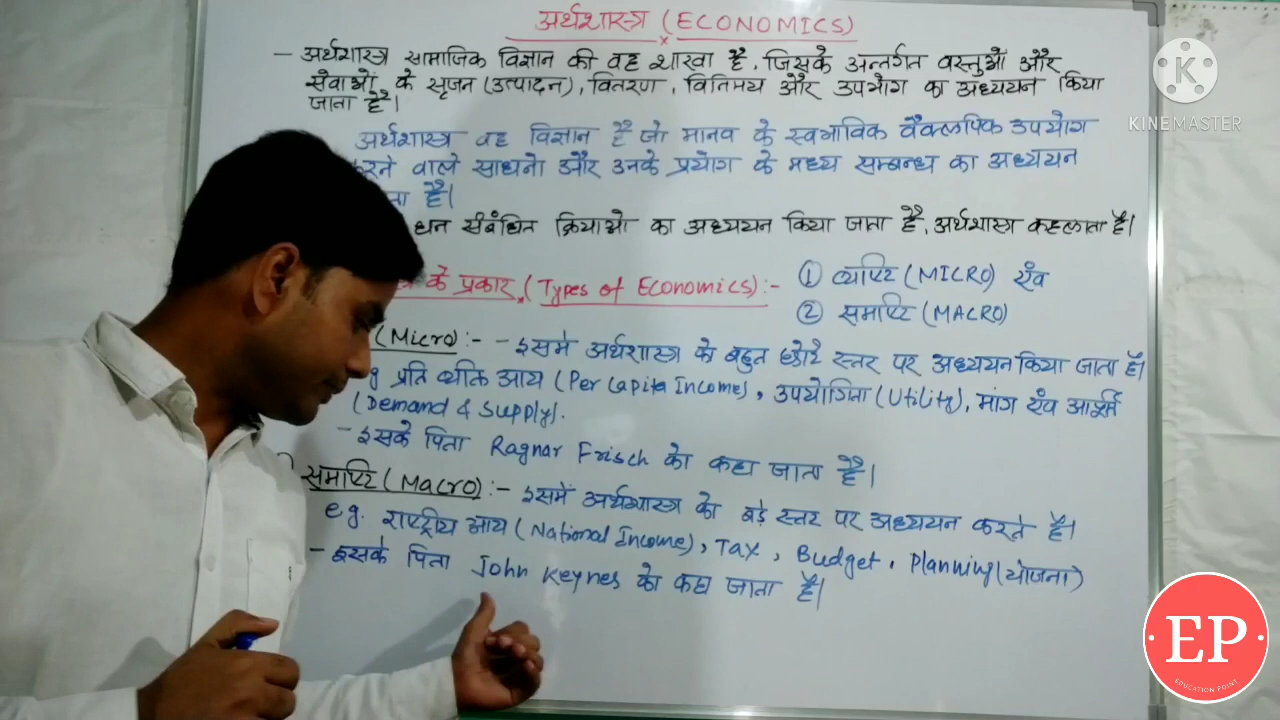 अर्थशास्त्र (ECONOMICS)
- अर्थशास्त्र सामाजिक विज्ञान की वह शाखा है, जिसके अन्तर्गत वस्तुओं और
सेवाओं के सृजन (उत्पादन), वितरण, विनिमय और उपयोग का अध्ययन किया
जाता है।
अर्थशास्त्र वह विज्ञान है जो मानव के स्वभाविक वैकल्पिक उपयोग
वाले साधनों और उनके प्रयोग के मध्य सम्बन्ध का अध्ययन
है।
धन संबंधित क्रियाओं का अध्ययन किया जाता है, अर्थशास्त्र कहलाता है।
के प्रकार (Types of Economics) :-
① व्यष्टि (MICRO) एंव
② समष्टि (MACRO)
(Micro) :- - इसमें अर्थशास्त्र को बहुत छोटे स्तर पर अध्ययन किया जाता है।
प्रति व्यक्ति आय (Per Capita Income), उपयोगिता (Utility), मांग एंव आपूर्ति
(Demand & Supply).
- इसके पिता Ragnar Frisch को कहा जाता है।
समष्टि (Macro) :- इसमें अर्थशास्त्र को बड़े स्तर पर अध्ययन करते है।
e.g. राष्ट्रीय आय (National Income), Tax, Budget, Planning (योजना)
- इसके पिता John Keynes को कहा जाता है।
K
KINEMASTER
EP
EDUCATION POINT